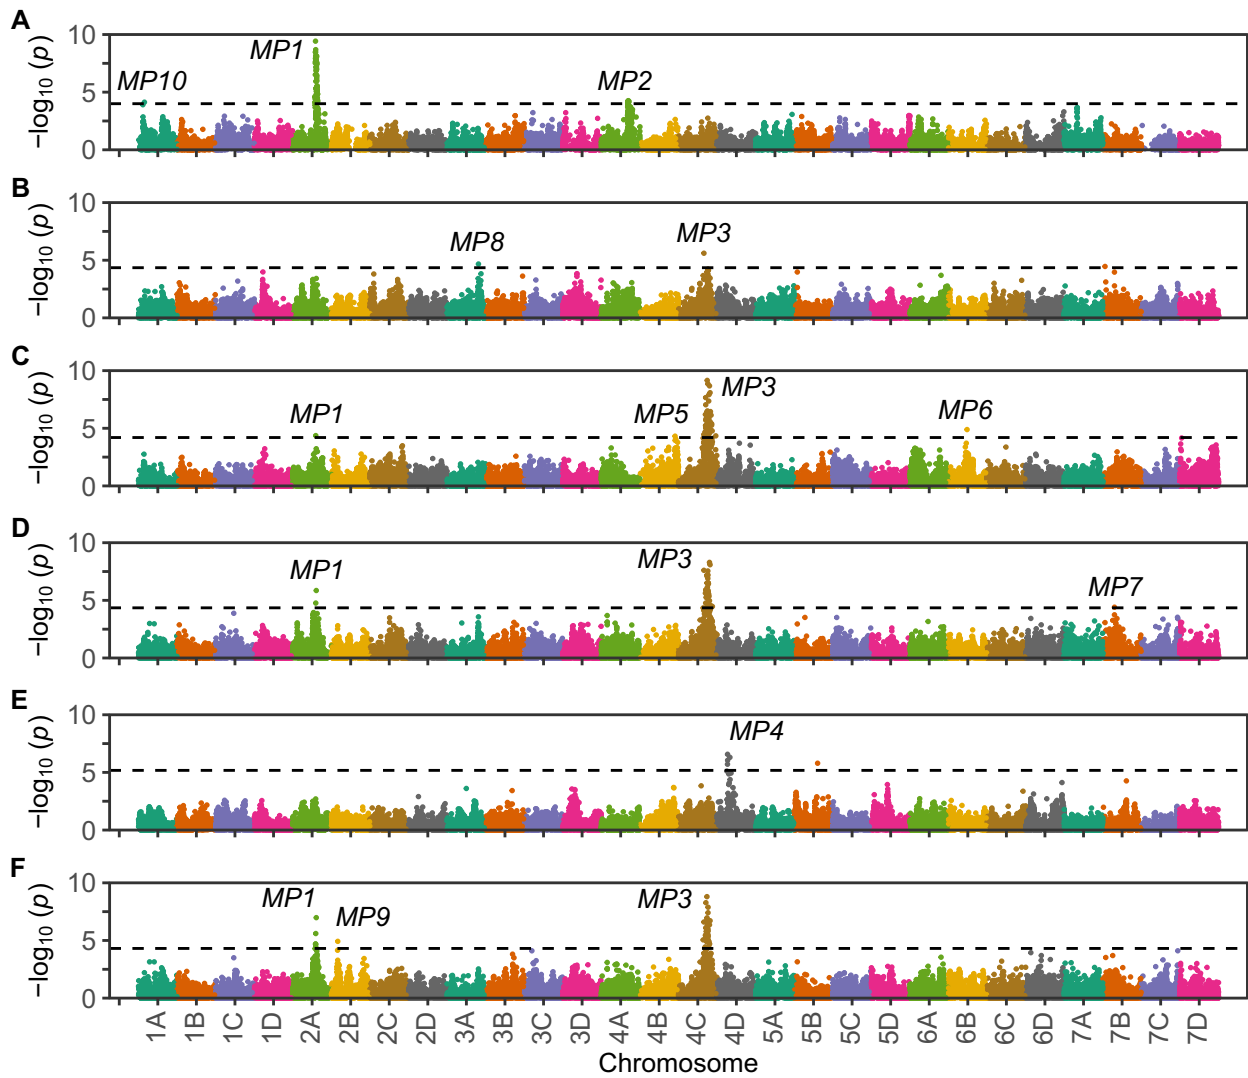 A
10
5
0
−log10 (p)
MP10
MP1
MP2
B
10
5
0
−log10 (p)
MP8
MP3
C
10
5
0
−log10 (p)
MP1
MP5
MP3
MP6
D
10
5
0
−log10 (p)
MP1
MP3
MP7
E
10
5
0
−log10 (p)
MP4
F
10
5
0
−log10 (p)
MP1
MP9
MP3
1A 1B 1C 1D 2A 2B 2C 2D 3A 3B 3C 3D 4A 4B 4C 4D 5A 5B 5C 5D 6A 6B 6C 6D 7A 7B 7C 7D
Chromosome